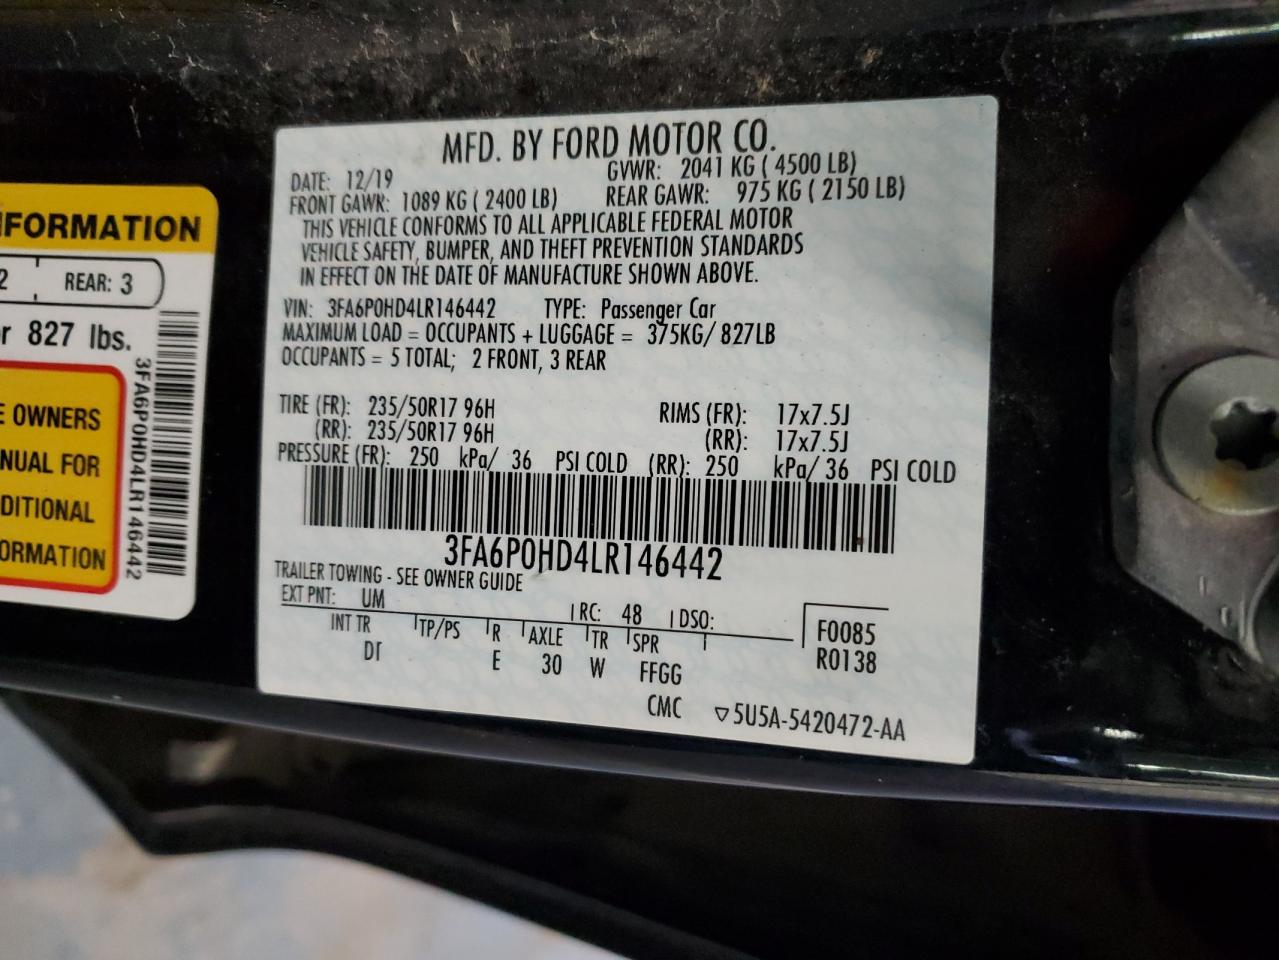 MFD. BY FORD MOTOR CO.
DATE: 12/19 GVWR: 2041 KG ( 4500 LB)
FRONT GAWR: 1089 KG ( 2400 LB) REAR GAWR: 975 KG ( 2150 LB)
THIS VEHICLE CONFORMS TO ALL APPLICABLE FEDERAL MOTOR
VEHICLE SAFETY, BUMPER, AND THEFT PREVENTION STANDARDS
IN EFFECT ON THE DATE OF MANUFACTURE SHOWN ABOVE.
VIN: 3FA6P0HD4LR146442 TYPE: Passenger Car
MAXIMUM LOAD = OCCUPANTS + LUGGAGE = 375KG/ 827LB
OCCUPANTS = 5 TOTAL; 2 FRONT, 3 REAR
TIRE (FR): 235/50R17 96H RIMS (FR): 17x7.5J
(RR): 235/50R17 96H (RR): 17x7.5J
PRESSURE (FR): 250 kPa/ 36 PSI COLD (RR): 250 kPa/ 36 PSI COLD
3FA6P0HD4LR146442
TRAILER TOWING - SEE OWNER GUIDE
EXT PNT: UM RC: 48 DSO:
INT TR TP/PS R AXLE TR SPR F0085
DT E 30 W FFGG R0138
CMC ▽5U5A-5420472-AA
FORMATION
2 REAR: 3
827 lbs.
OWNERS
NUAL FOR
DITIONAL
ORMATION
3FA6P0HD4LR146442